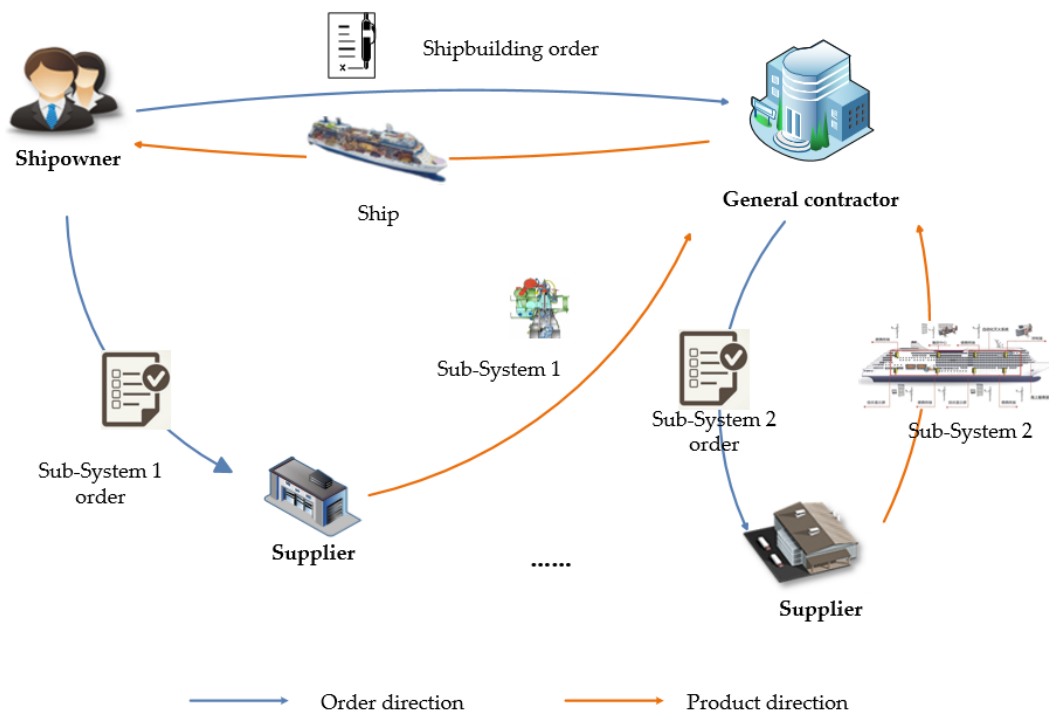 Shipbuilding order
Shipowner
Ship
General contractor
Sub-System 1
Sub-System 1
order
Sub-System 2
order
Sub-System 2
Supplier
......
Supplier
Order direction
Product direction